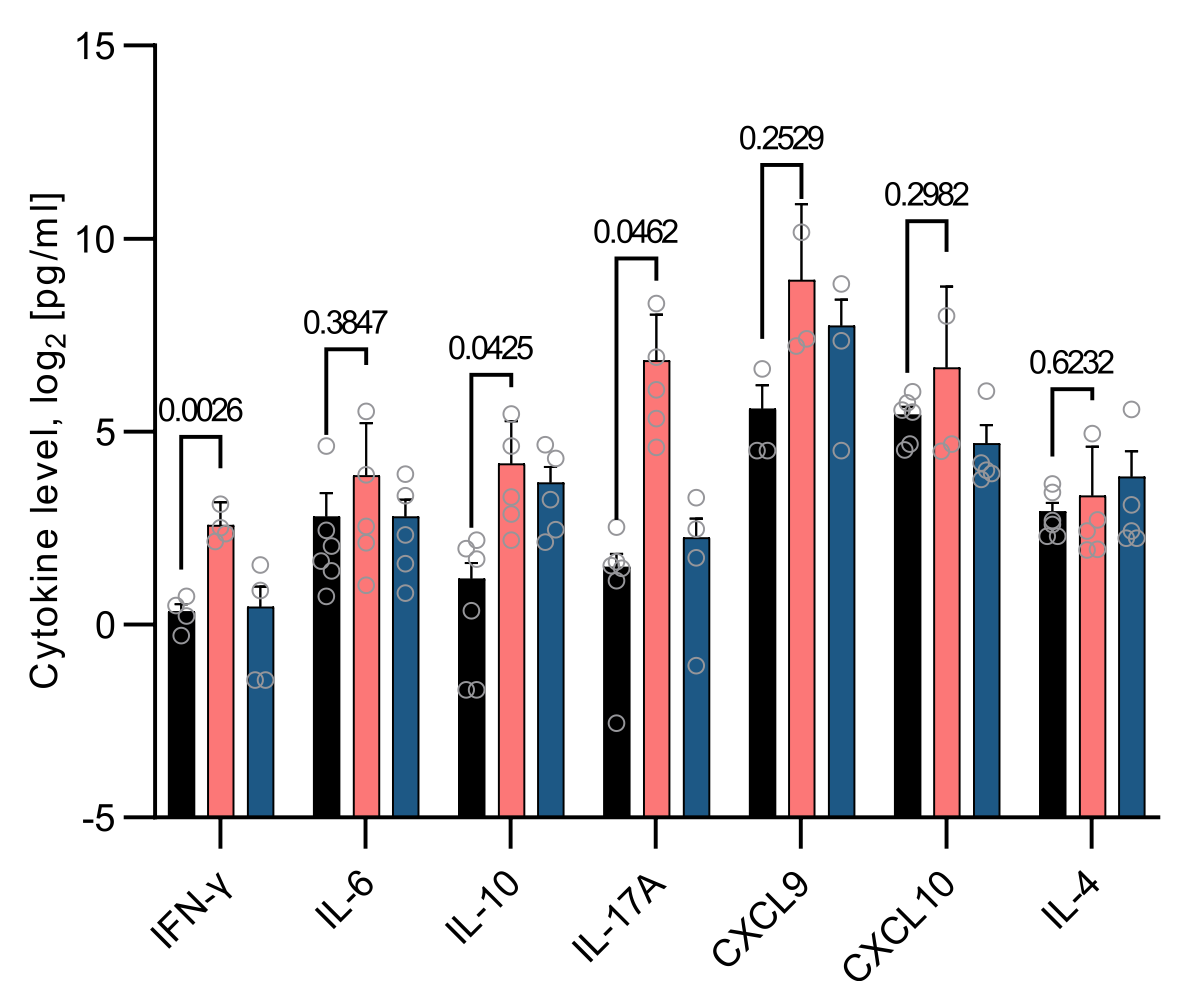 Cytokine level, log₂ [pg/ml]
15
10
5
0
-5
0.0026
0.3847
0.0425
0.0462
0.2529
0.2982
0.6232
IFN-γ
IL-6
IL-10
IL-17A
CXCL9
CXCL10
IL-4